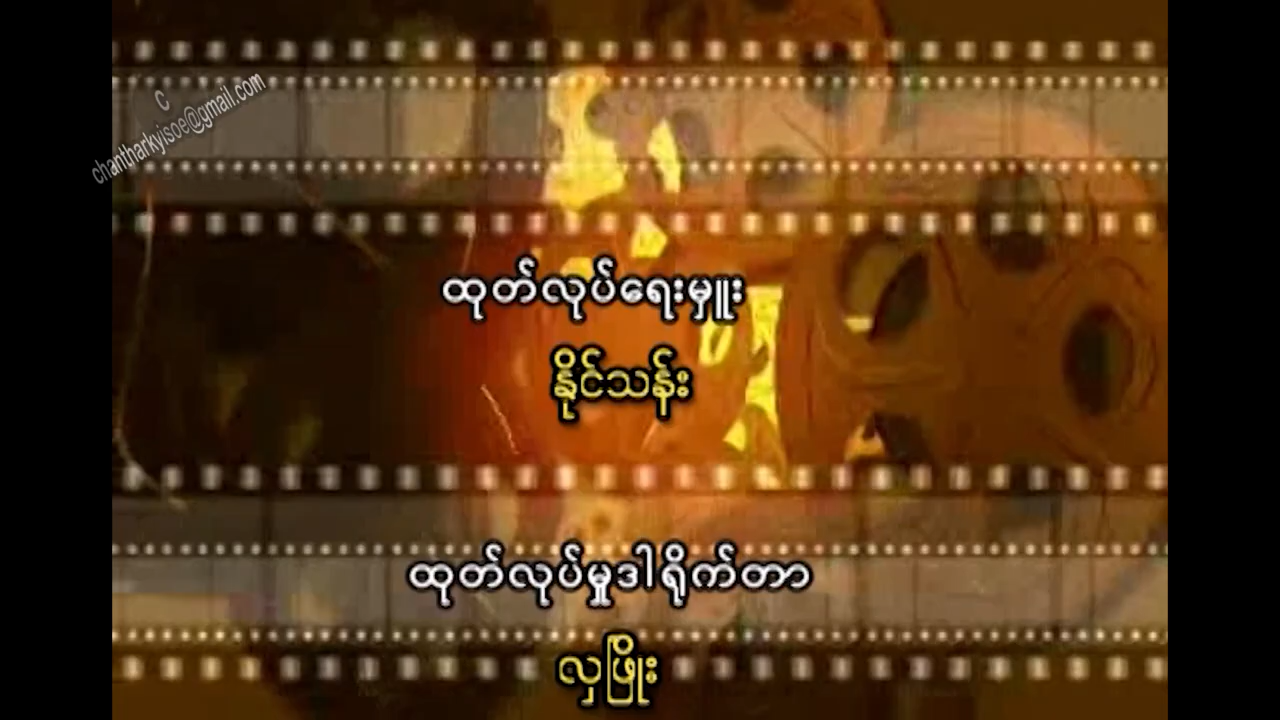 C
chantharkyisoe@gmail.com
ထုတ်လုပ်ရေးမှူး
နိုင်သန်း
ထုတ်လုပ်မှုဒါရိုက်တာ
လှဖြိုး